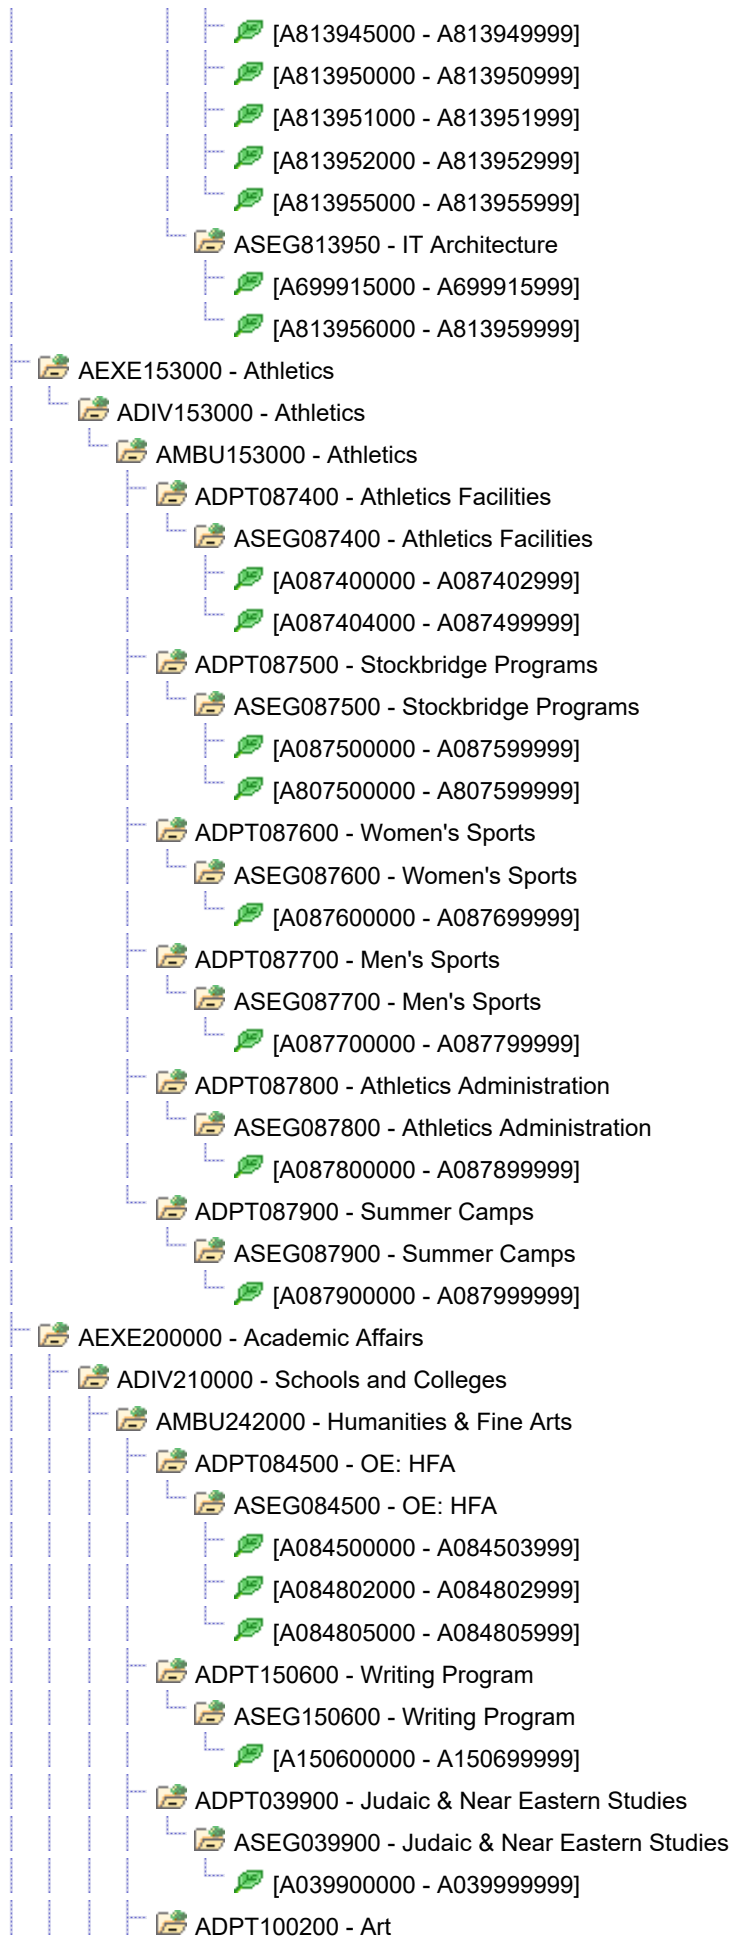 [A813945000 - A813949999]
[A813950000 - A813950999]
[A813951000 - A813951999]
[A813952000 - A813952999]
[A813955000 - A813955999]
ASEG813950 - IT Architecture
[A699915000 - A699915999]
[A813956000 - A813959999]
AEXE153000 - Athletics
ADIV153000 - Athletics
AMBU153000 - Athletics
ADPT087400 - Athletics Facilities
ASEG087400 - Athletics Facilities
[A087400000 - A087402999]
[A087404000 - A087499999]
ADPT087500 - Stockbridge Programs
ASEG087500 - Stockbridge Programs
[A087500000 - A087599999]
[A807500000 - A807599999]
ADPT087600 - Women's Sports
ASEG087600 - Women's Sports
[A087600000 - A087699999]
ADPT087700 - Men's Sports
ASEG087700 - Men's Sports
[A087700000 - A087799999]
ADPT087800 - Athletics Administration
ASEG087800 - Athletics Administration
[A087800000 - A087899999]
ADPT087900 - Summer Camps
ASEG087900 - Summer Camps
[A087900000 - A087999999]
AEXE200000 - Academic Affairs
ADIV210000 - Schools and Colleges
AMBU242000 - Humanities & Fine Arts
ADPT084500 - OE: HFA
ASEG084500 - OE: HFA
[A084500000 - A084503999]
[A084802000 - A084802999]
[A084805000 - A084805999]
ADPT150600 - Writing Program
ASEG150600 - Writing Program
[A150600000 - A150699999]
ADPT039900 - Judaic & Near Eastern Studies
ASEG039900 - Judaic & Near Eastern Studies
[A039900000 - A039999999]
ADPT100200 - Art